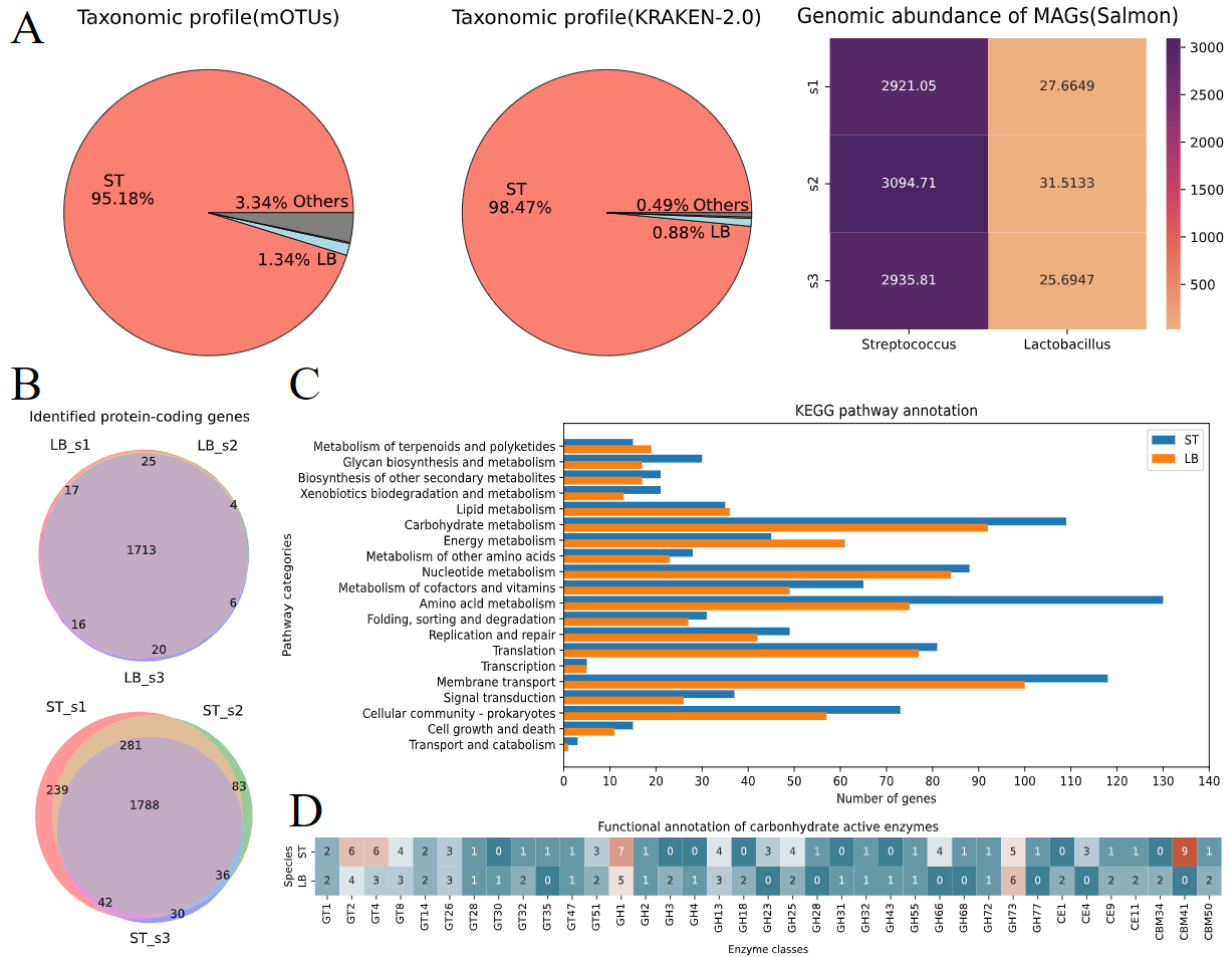 A
Taxonomic profile(mOTUs)
ST
95.18%
3.34% Others
1.34% LB
Taxonomic profile(KRAKEN-2.0)
ST
98.47%
0.49% Others
0.88% LB
Genomic abundance of MAGs(Salmon)
s1
2921.05
27.6649
s2
3094.71
31.5133
s3
2935.81
25.6947
Streptococcus
Lactobacillus
3000
2500
2000
1500
1000
500
B
Identified protein-coding genes
LB_s1
LB_s2
25
17
4
1713
6
16
20
LB_s3
ST_s1
ST_s2
281
239
83
1788
36
42
30
ST_s3
C
KEGG pathway annotation
ST
LB
Pathway categories
Metabolism of terpenoids and polyketides
Glycan biosynthesis and metabolism
Biosynthesis of other secondary metabolites
Xenobiotics biodegradation and metabolism
Lipid metabolism
Carbohydrate metabolism
Energy metabolism
Metabolism of other amino acids
Nucleotide metabolism
Metabolism of cofactors and vitamins
Amino acid metabolism
Folding, sorting and degradation
Replication and repair
Translation
Transcription
Membrane transport
Signal transduction
Cellular community - prokaryotes
Cell growth and death
Transport and catabolism
0 10 20 30 40 50 60 70 80 90 100 110 120 130 140
Number of genes
D
Functional annotation of carbonhydrate active enzymes
Species
ST 2 6 6 4 2 3 1 0 1 1 1 3 7 1 0 0 4 0 3 4 1 0 1 0 1 4 1 1 5 1 0 3 1 1 0 9 1
LB 2 4 3 3 2 3 1 1 2 0 1 2 5 1 2 1 3 2 0 2 0 1 1 1 1 0 0 1 6 0 2 0 2 2 2 0 2
GT1 GT2 GT4 GT8 GT14 GT26 GT28 GT30 GT32 GT35 GT47 GT51 GH1 GH2 GH3 GH4 GH13 GH18 GH23 GH25 GH28 GH31 GH32 GH43 GH55 GH66 GH68 GH72 GH73 GH77 CE1 CE4 CE9 CE11 CBM34 CBM41 CBM50
Enzyme classes